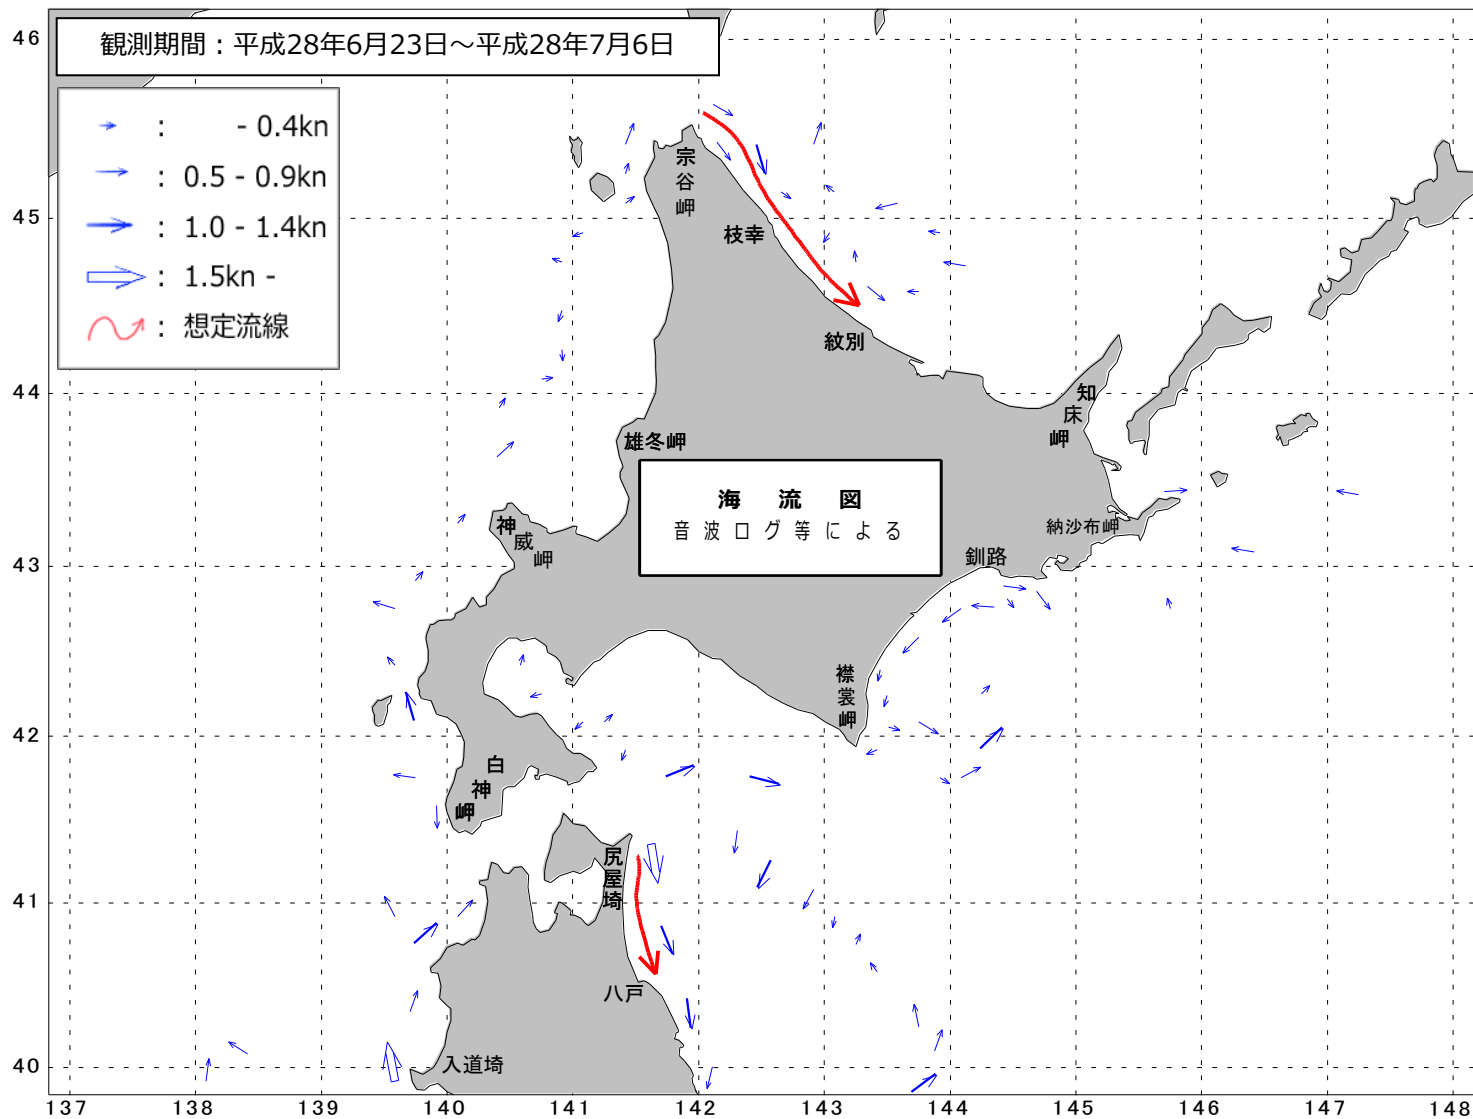 観測期間：平成28年6月23日～平成28年7月6日
： - 0.4kn
： 0.5 - 0.9kn
： 1.0 - 1.4kn
： 1.5kn -
： 想定流線
宗谷岬
枝幸
紋別
知床岬
雄冬岬
海流図
音波ログ等による
納沙布岬
神威岬
釧路
襟裳岬
白神岬
尻屋埼
八戸
入道埼
46
45
44
43
42
41
40
137 138 139 140 141 142 143 144 145 146 147 148